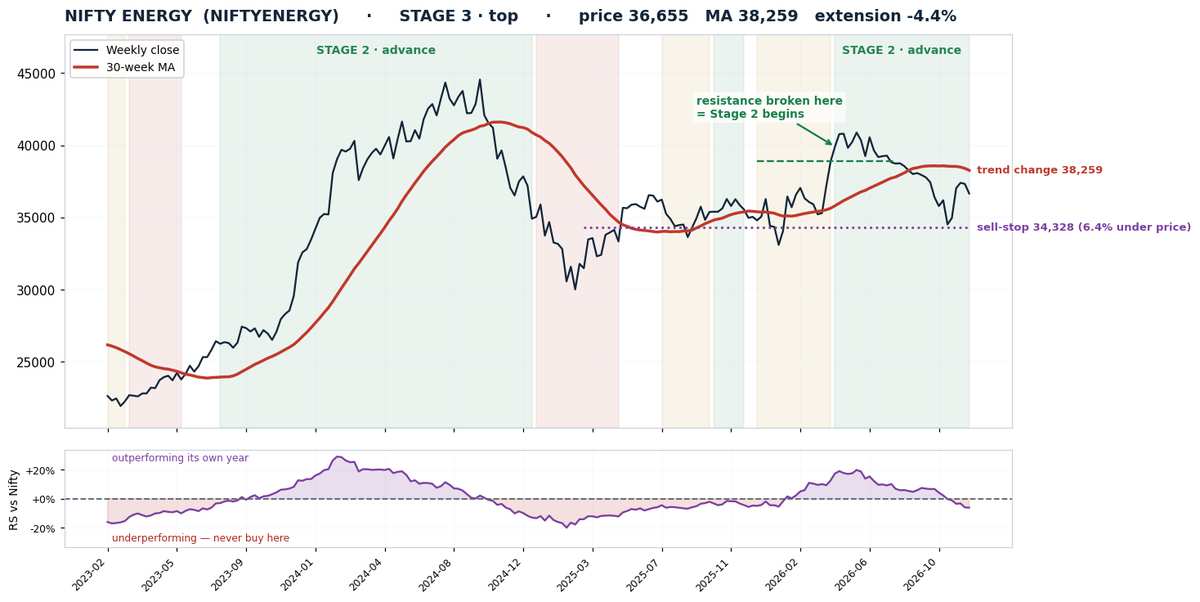 NIFTY ENERGY (NIFTYENERGY) · STAGE 3 · top · price 36,655 MA 38,259 extension -4.4%
Weekly close
30-week MA
STAGE 2 · advance
STAGE 2 · advance
resistance broken here
= Stage 2 begins
trend change 38,259
sell-stop 34,328 (6.4% under price)
45000
40000
35000
30000
25000
RS vs Nifty
+20%
+0%
-20%
outperforming its own year
underperforming — never buy here
2023-02
2023-05
2023-09
2024-01
2024-04
2024-08
2024-12
2025-03
2025-07
2025-11
2026-02
2026-06
2026-10